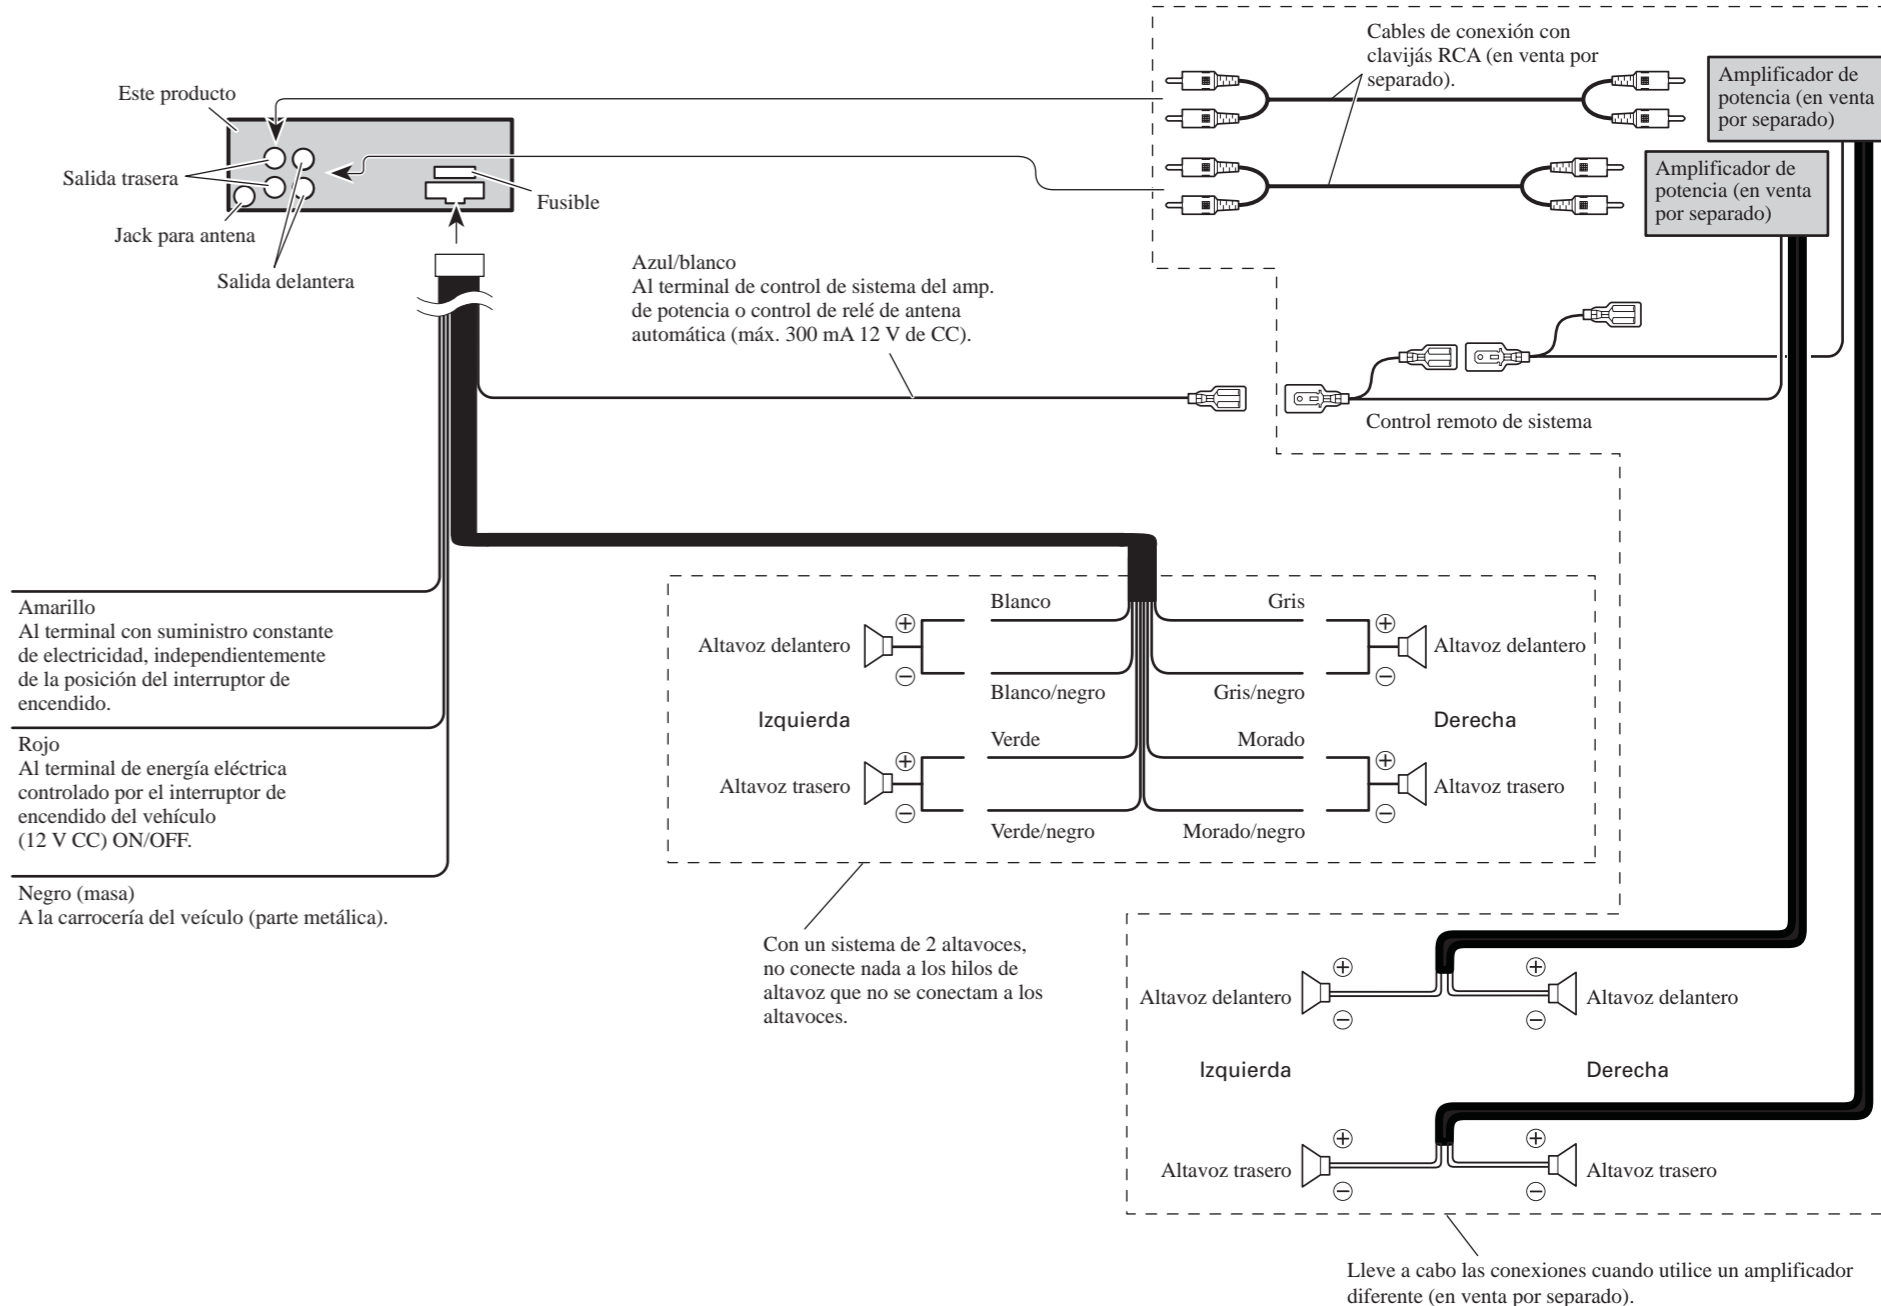 Cables de conexión con
clavijás RCA (en venta por
separado).
Amplificador de
potencia (en venta
por separado)
Amplificador de
potencia (en venta
por separado)
Este producto
Salida trasera
Fusible
Jack para antena
Salida delantera
Azul/blanco
Al terminal de control de sistema del amp.
de potencia o control de relé de antena
automática (máx. 300 mA 12 V de CC).
Control remoto de sistema
Amarillo
Al terminal con suministro constante
de electricidad, independientemente
de la posición del interruptor de
encendido.
Rojo
Al terminal de energía eléctrica
controlado por el interruptor de
encendido del vehículo
(12 V CC) ON/OFF.
Negro (masa)
A la carrocería del veículo (parte metálica).
Blanco
Gris
+
+
Altavoz delantero
Altavoz delantero
−
−
Blanco/negro
Gris/negro
Izquierda
Derecha
Verde
Morado
+
+
Altavoz trasero
Altavoz trasero
−
−
Verde/negro
Morado/negro
Con un sistema de 2 altavoces,
no conecte nada a los hilos de
altavoz que no se conectam a los
altavoces.
+
+
Altavoz delantero
Altavoz delantero
−
−
Izquierda
Derecha
+
+
Altavoz trasero
Altavoz trasero
−
−
Lleve a cabo las conexiones cuando utilice un amplificador
diferente (en venta por separado).